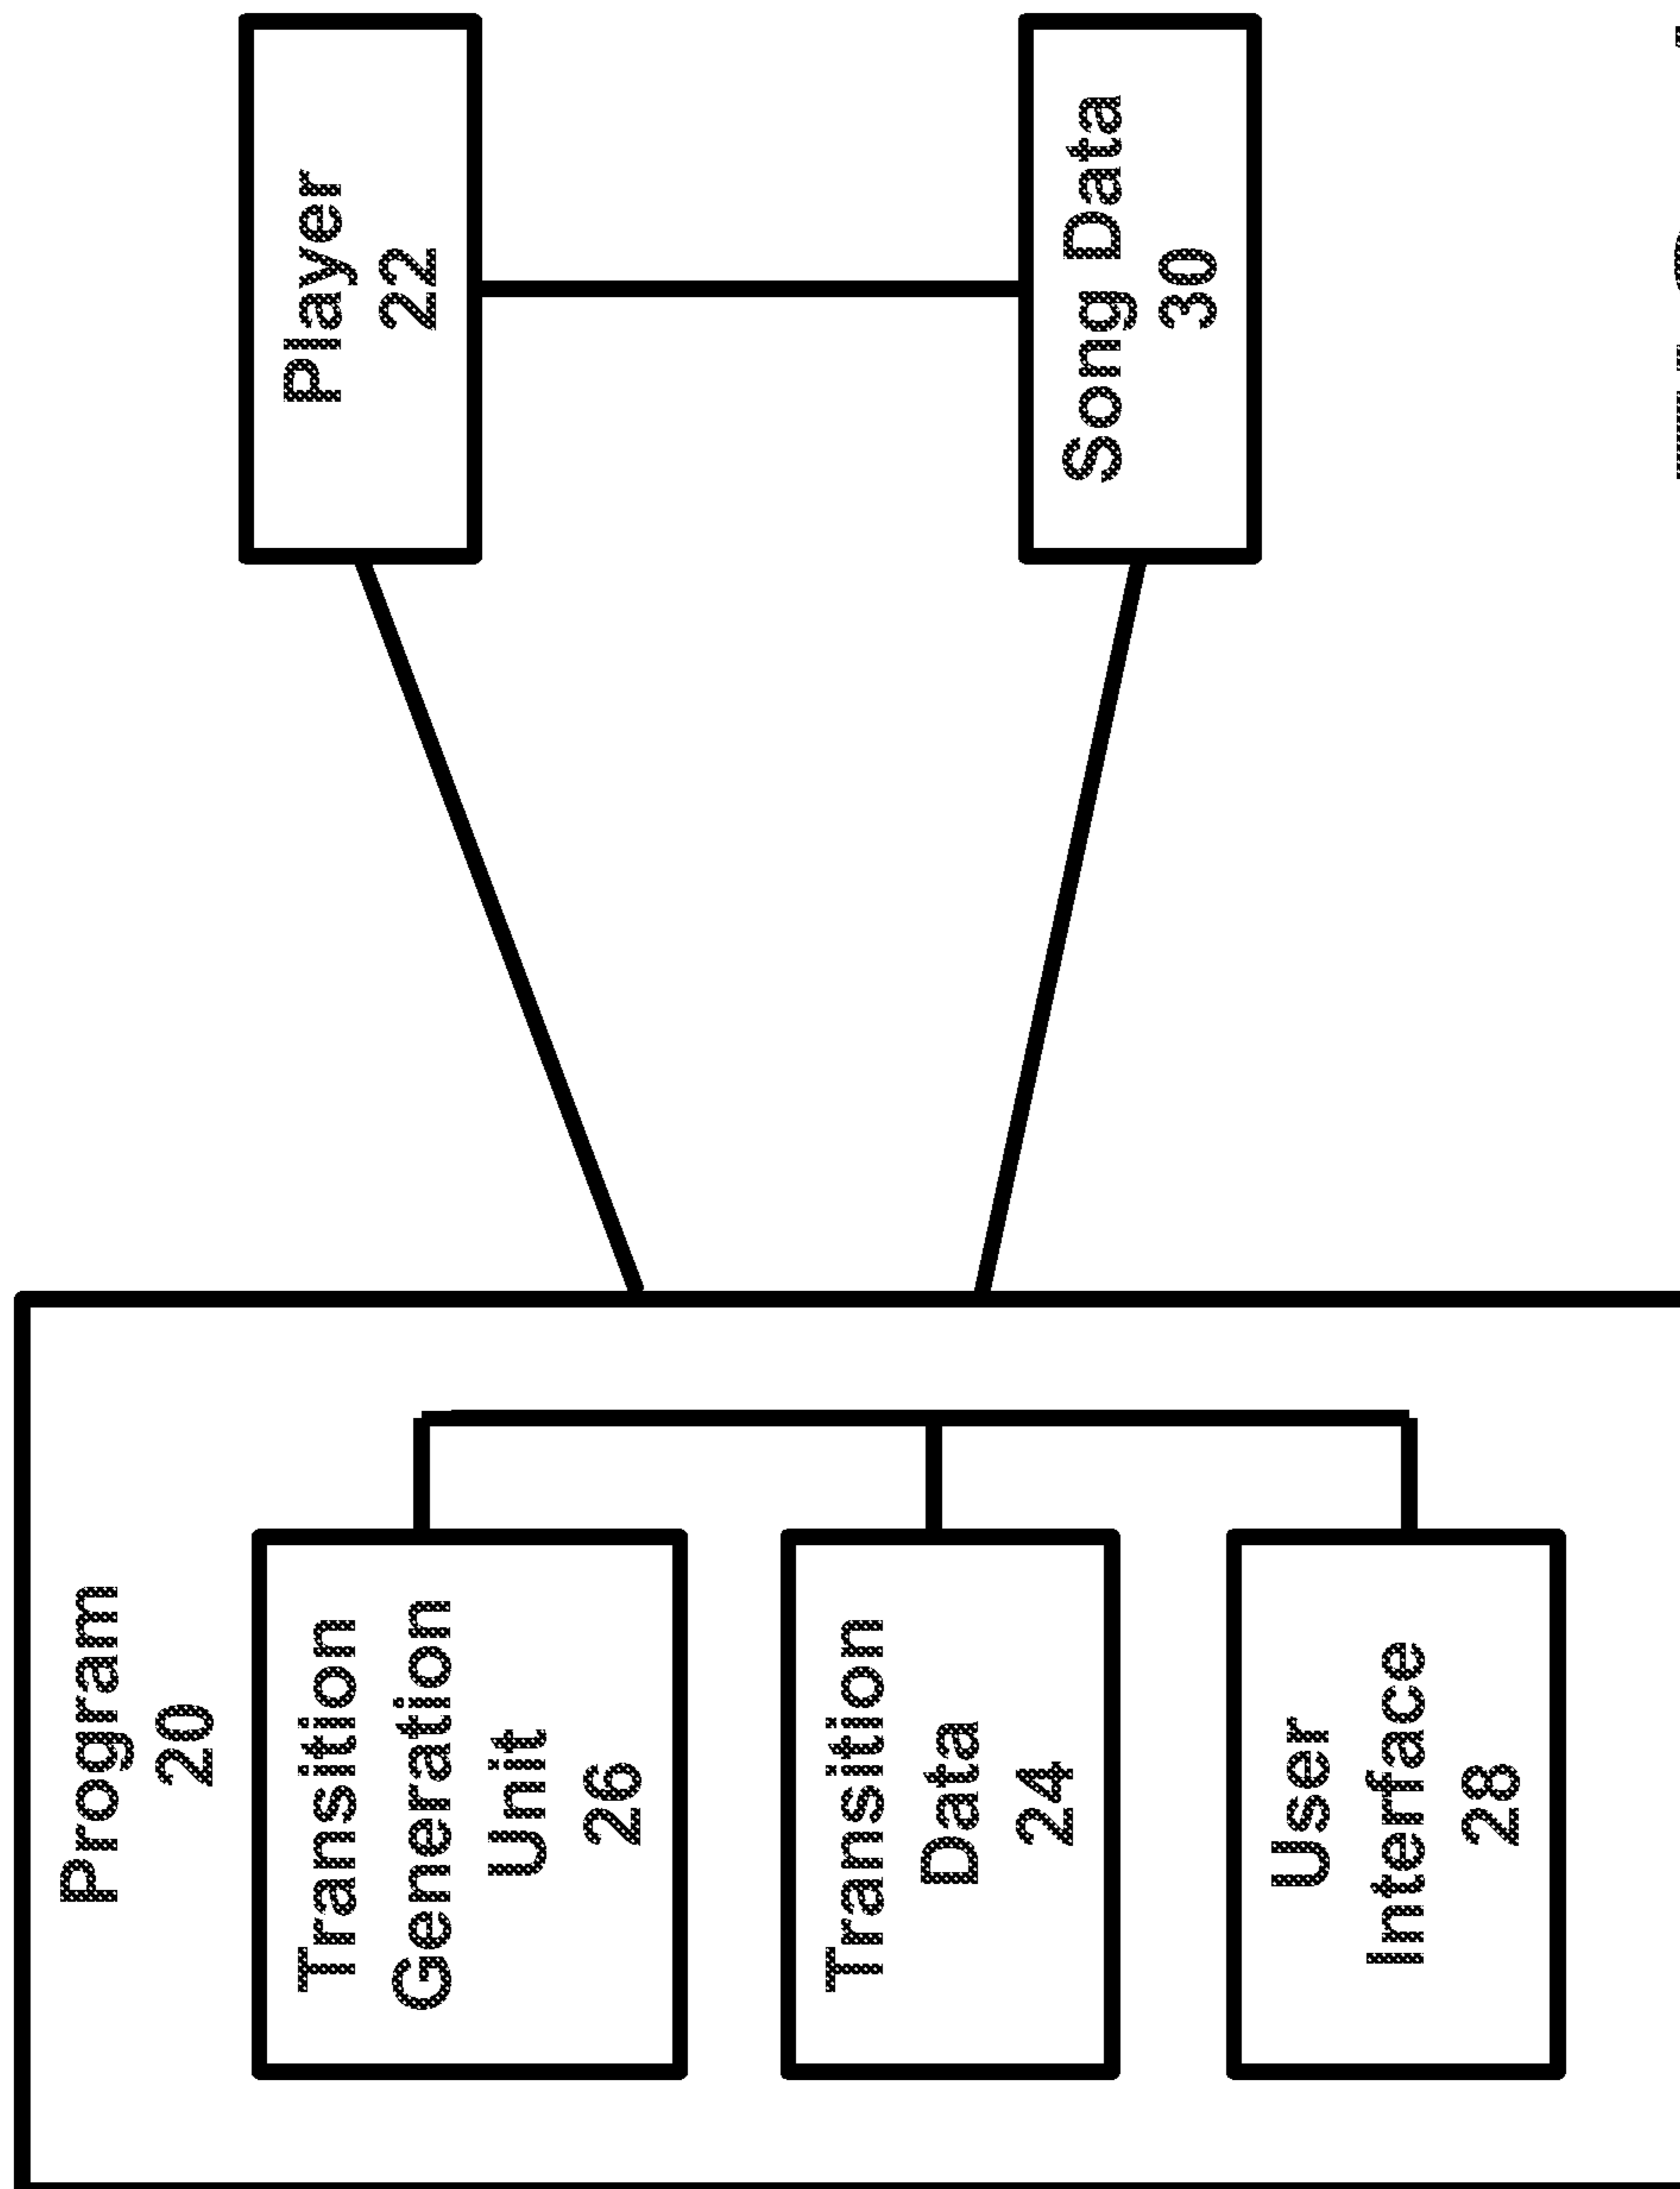 Program
20
Transition
Generation
Unit
26
Transition
Data
24
User
Interface
28
Player
22
Song Data
30